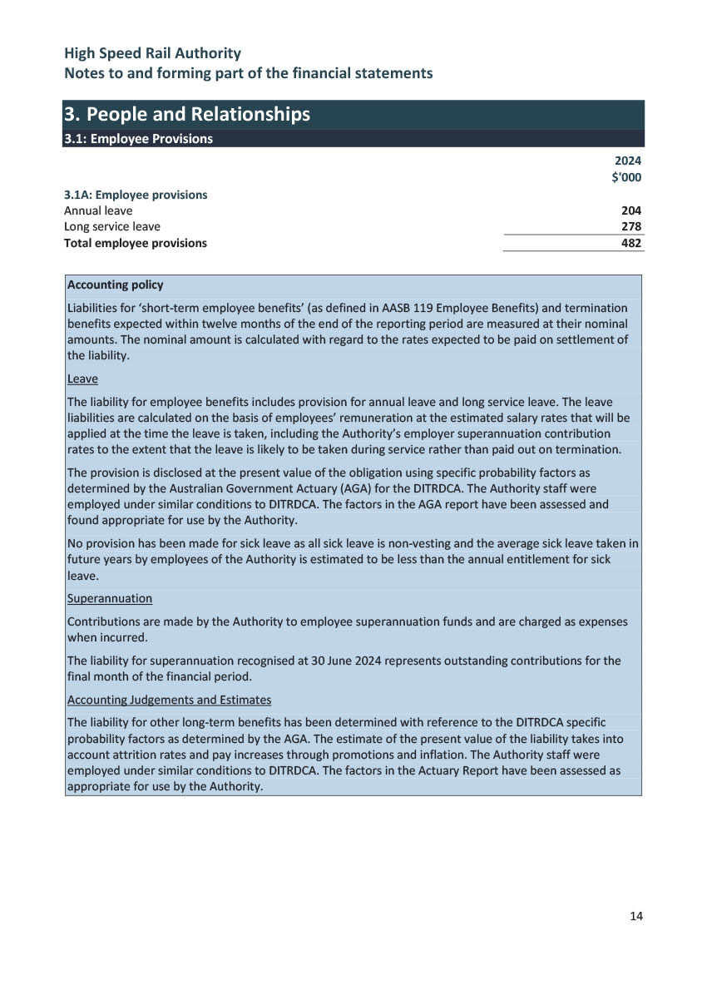 High Speed Rail Authority
Notes to and forming part of the financial statements
3. People and Relationships
3.1: Employee Provisions
2024
$'000
3.1A: Employee provisions
Annual leave 204
Long service leave 278
Total employee provisions 482
Accounting policy
Liabilities for ‘short-term employee benefits’ (as defined in AASB 119 Employee Benefits) and termination
benefits expected within twelve months of the end of the reporting period are measured at their nominal
amounts. The nominal amount is calculated with regard to the rates expected to be paid on settlement of
the liability.
Leave
The liability for employee benefits includes provision for annual leave and long service leave. The leave
liabilities are calculated on the basis of employees’ remuneration at the estimated salary rates that will be
applied at the time the leave is taken, including the Authority’s employer superannuation contribution
rates to the extent that the leave is likely to be taken during service rather than paid out on termination.
The provision is disclosed at the present value of the obligation using specific probability factors as
determined by the Australian Government Actuary (AGA) for the DITRDCA. The Authority staff were
employed under similar conditions to DITRDCA. The factors in the AGA report have been assessed and
found appropriate for use by the Authority.
No provision has been made for sick leave as all sick leave is non-vesting and the average sick leave taken in
future years by employees of the Authority is estimated to be less than the annual entitlement for sick
leave.
Superannuation
Contributions are made by the Authority to employee superannuation funds and are charged as expenses
when incurred.
The liability for superannuation recognised at 30 June 2024 represents outstanding contributions for the
final month of the financial period.
Accounting Judgements and Estimates
The liability for other long-term benefits has been determined with reference to the DITRDCA specific
probability factors as determined by the AGA. The estimate of the present value of the liability takes into
account attrition rates and pay increases through promotions and inflation. The Authority staff were
employed under similar conditions to DITRDCA. The factors in the Actuary Report have been assessed as
appropriate for use by the Authority.
14